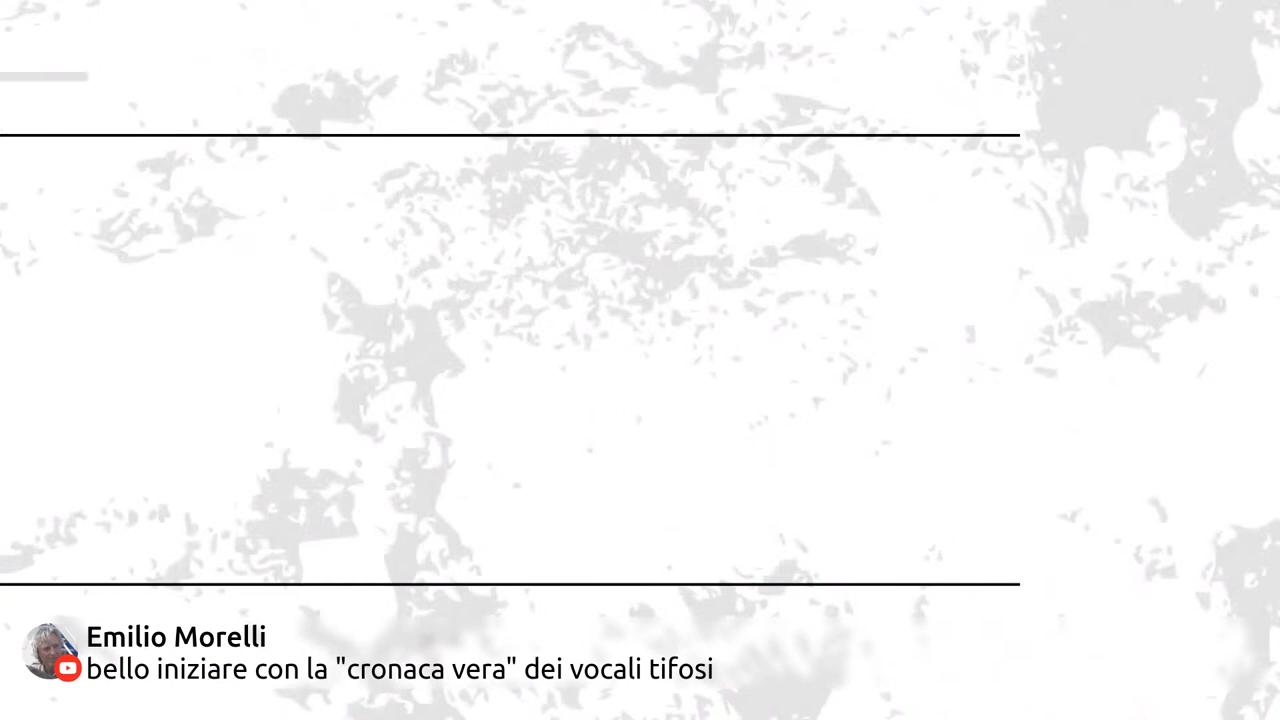 Emilio Morelli
bello iniziare con la "cronaca vera" dei vocali tifosi